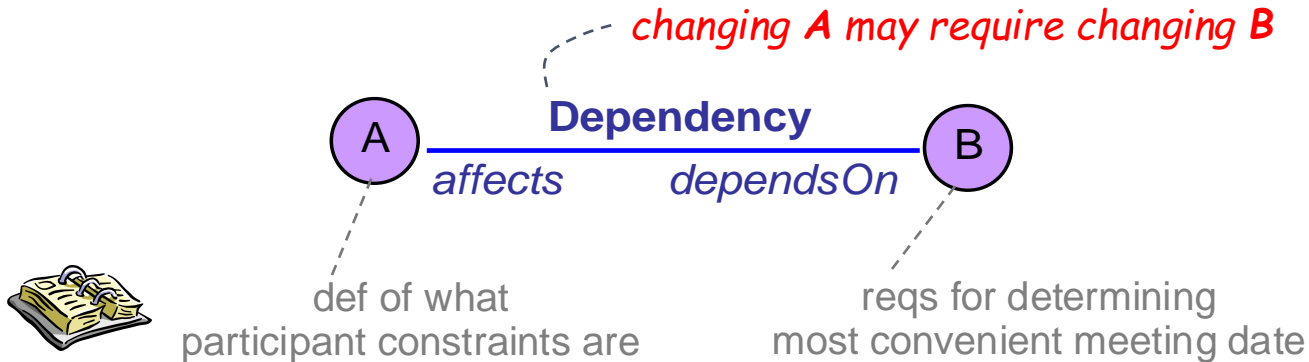 changing A may require changing B
Dependency
A
B
affects dependsOn
def of what
participant constraints are
reqs for determining
most convenient meeting date